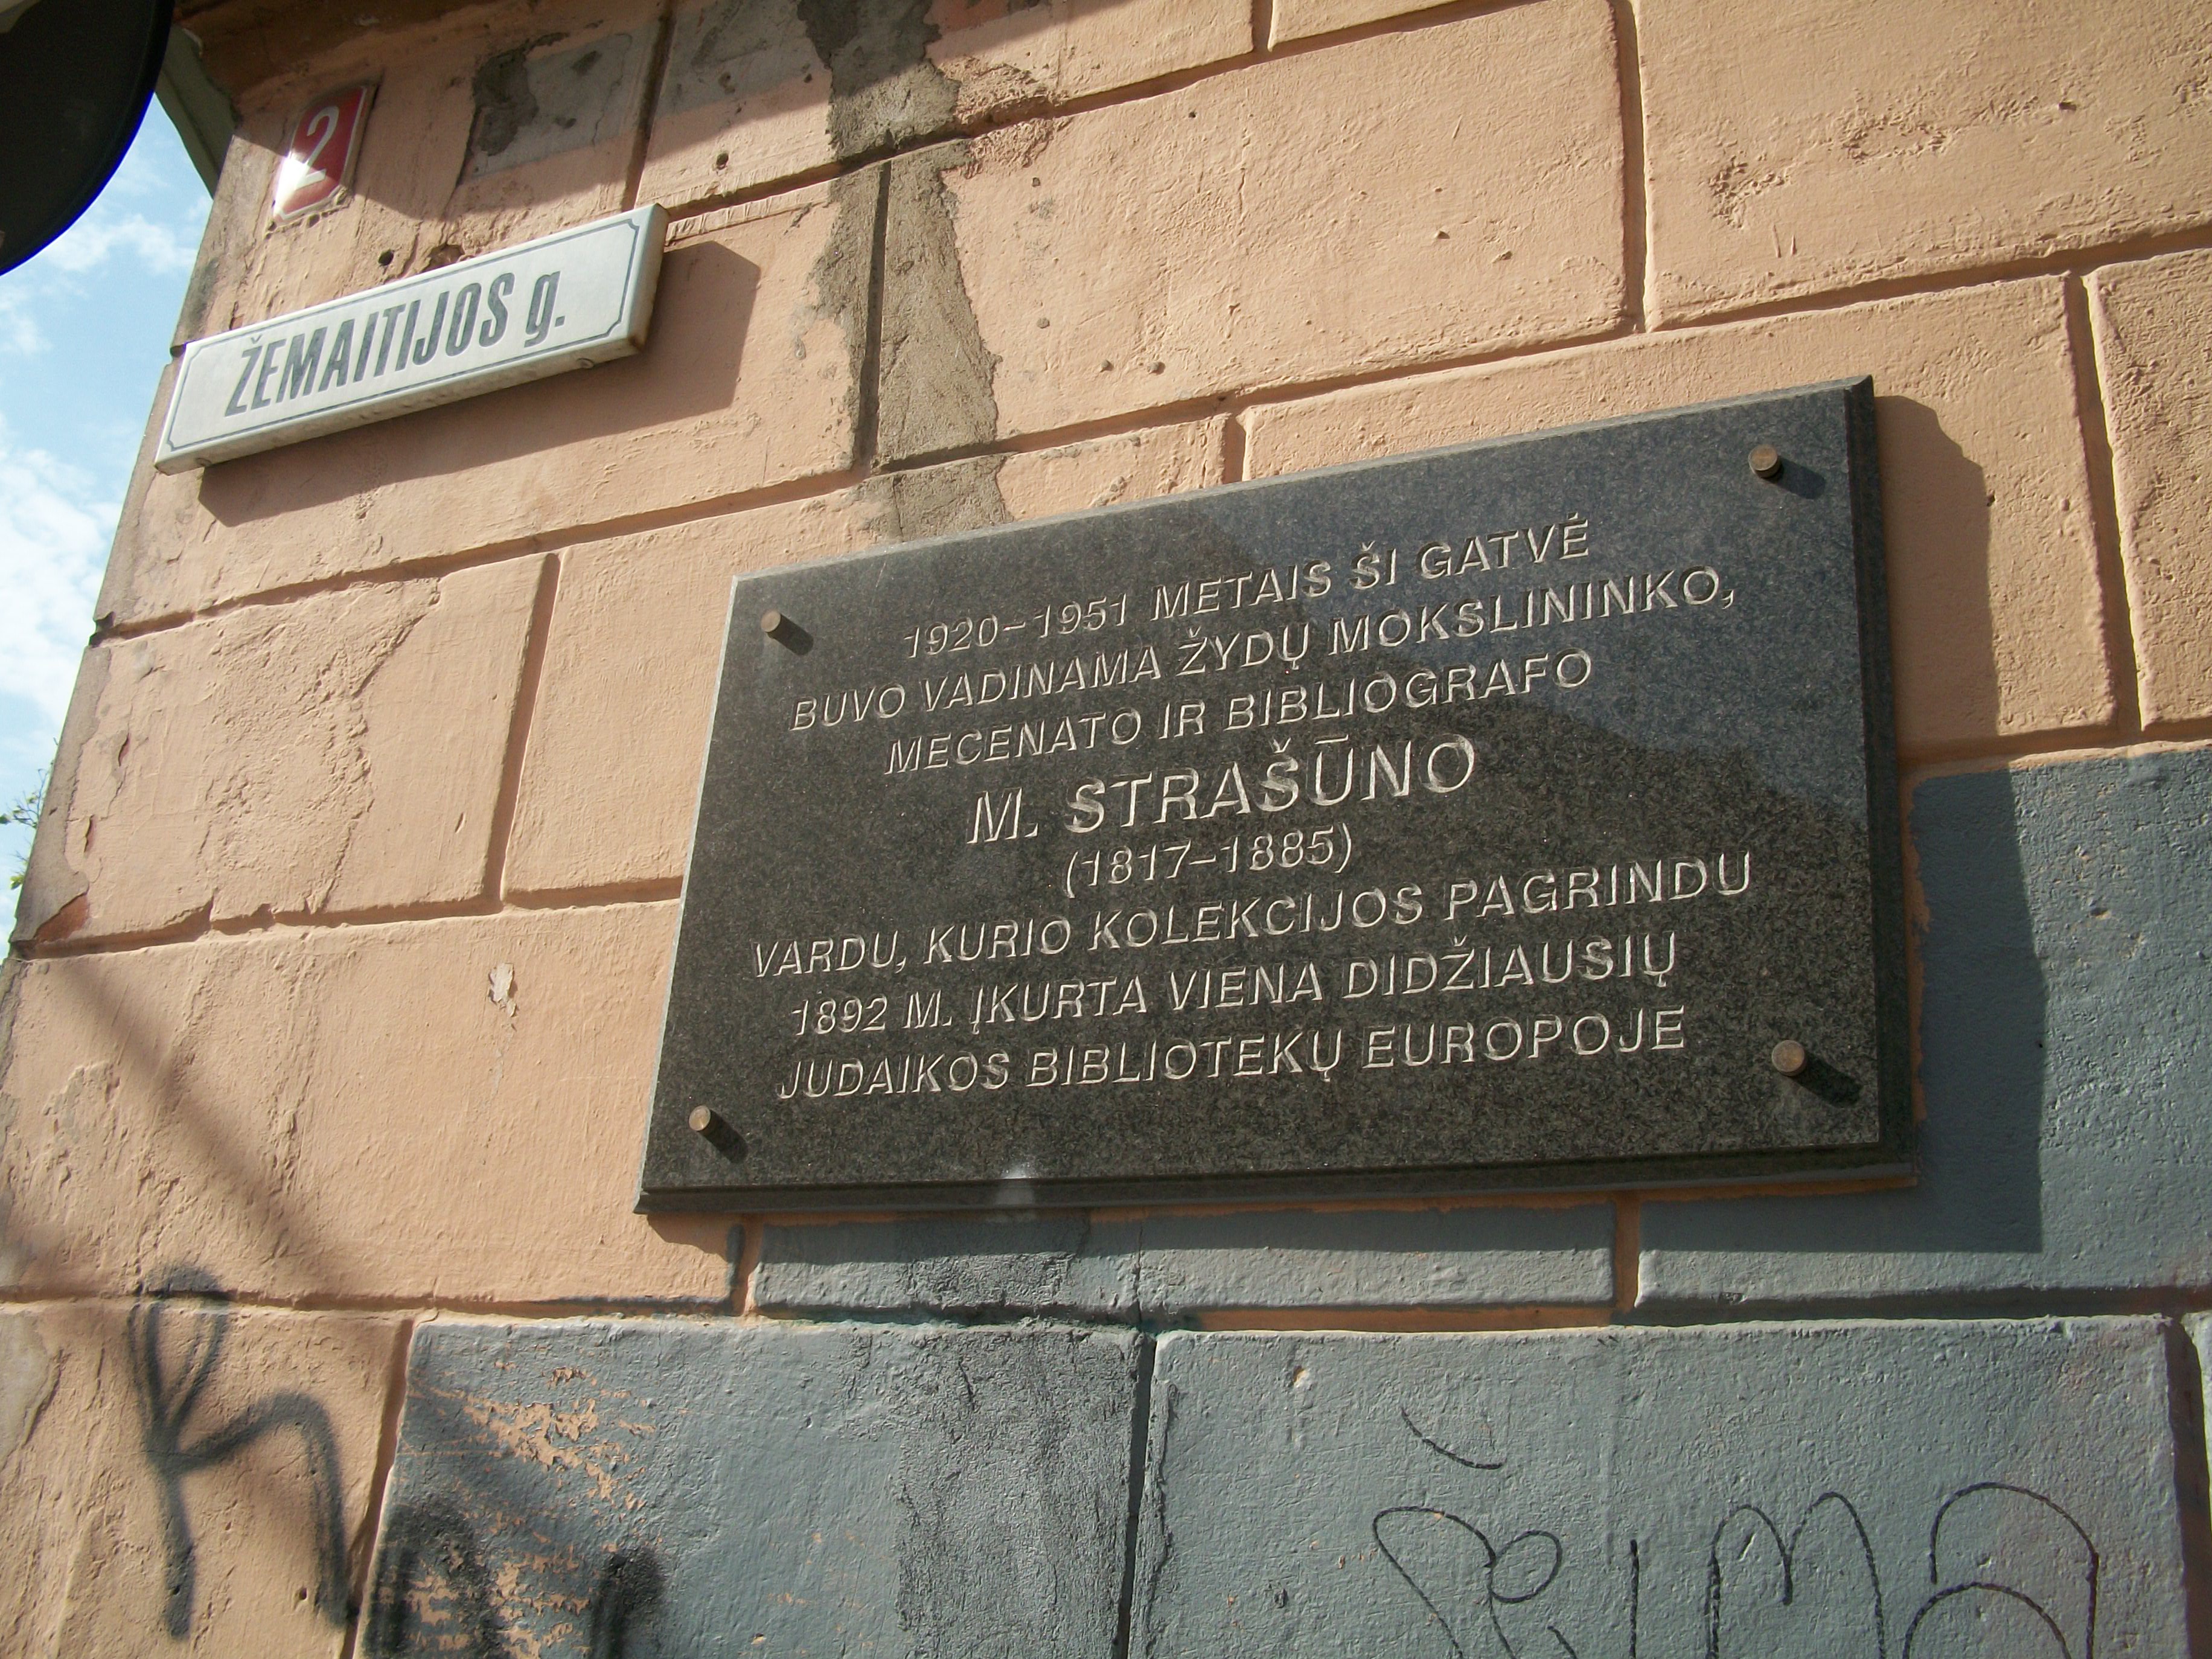 2
ŽEMAITIJOS g.
1920–1951 METAIS ŠI GATVĖ
BUVO VADINAMA ŽYDŲ MOKSLININKO,
MECENATO IR BIBLIOGRAFO
M. STRAŠŪNO
(1817–1885)
VARDU, KURIO KOLEKCIJOS PAGRINDU
1892 M. ĮKURTA VIENA DIDŽIAUSIŲ
JUDAIKOS BIBLIOTEKŲ EUROPOJE